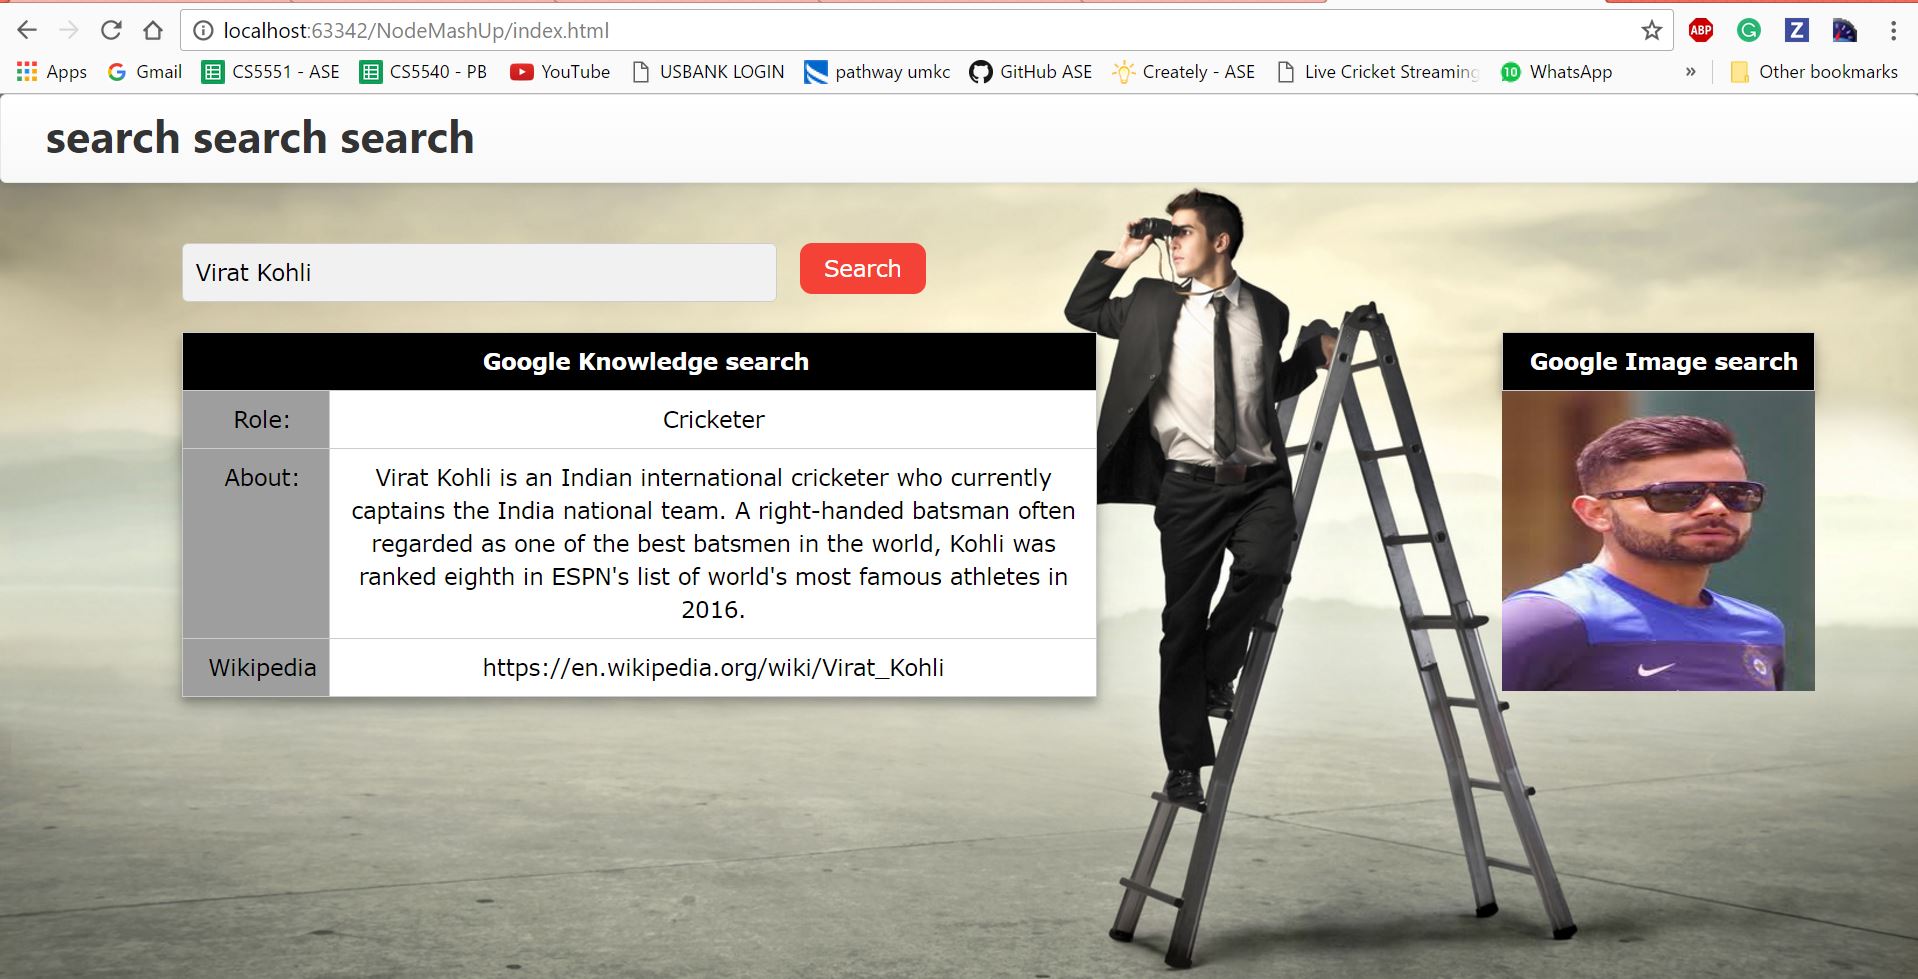 localhost:63342/NodeMashUp/index.html
ABP
G
Z
Apps
Gmail
CS5551 - ASE
CS5540 - PB
YouTube
USBANK LOGIN
pathway umkc
GitHub ASE
Creately - ASE
Live Cricket Streaming
10
WhatsApp
»
Other bookmarks
search search search
Virat Kohli
Search
Google Knowledge search
Role:
Cricketer
About:
Virat Kohli is an Indian international cricketer who currently
captains the India national team. A right-handed batsman often
regarded as one of the best batsmen in the world, Kohli was
ranked eighth in ESPN's list of world's most famous athletes in
2016.
Wikipedia
https://en.wikipedia.org/wiki/Virat_Kohli
Google Image search